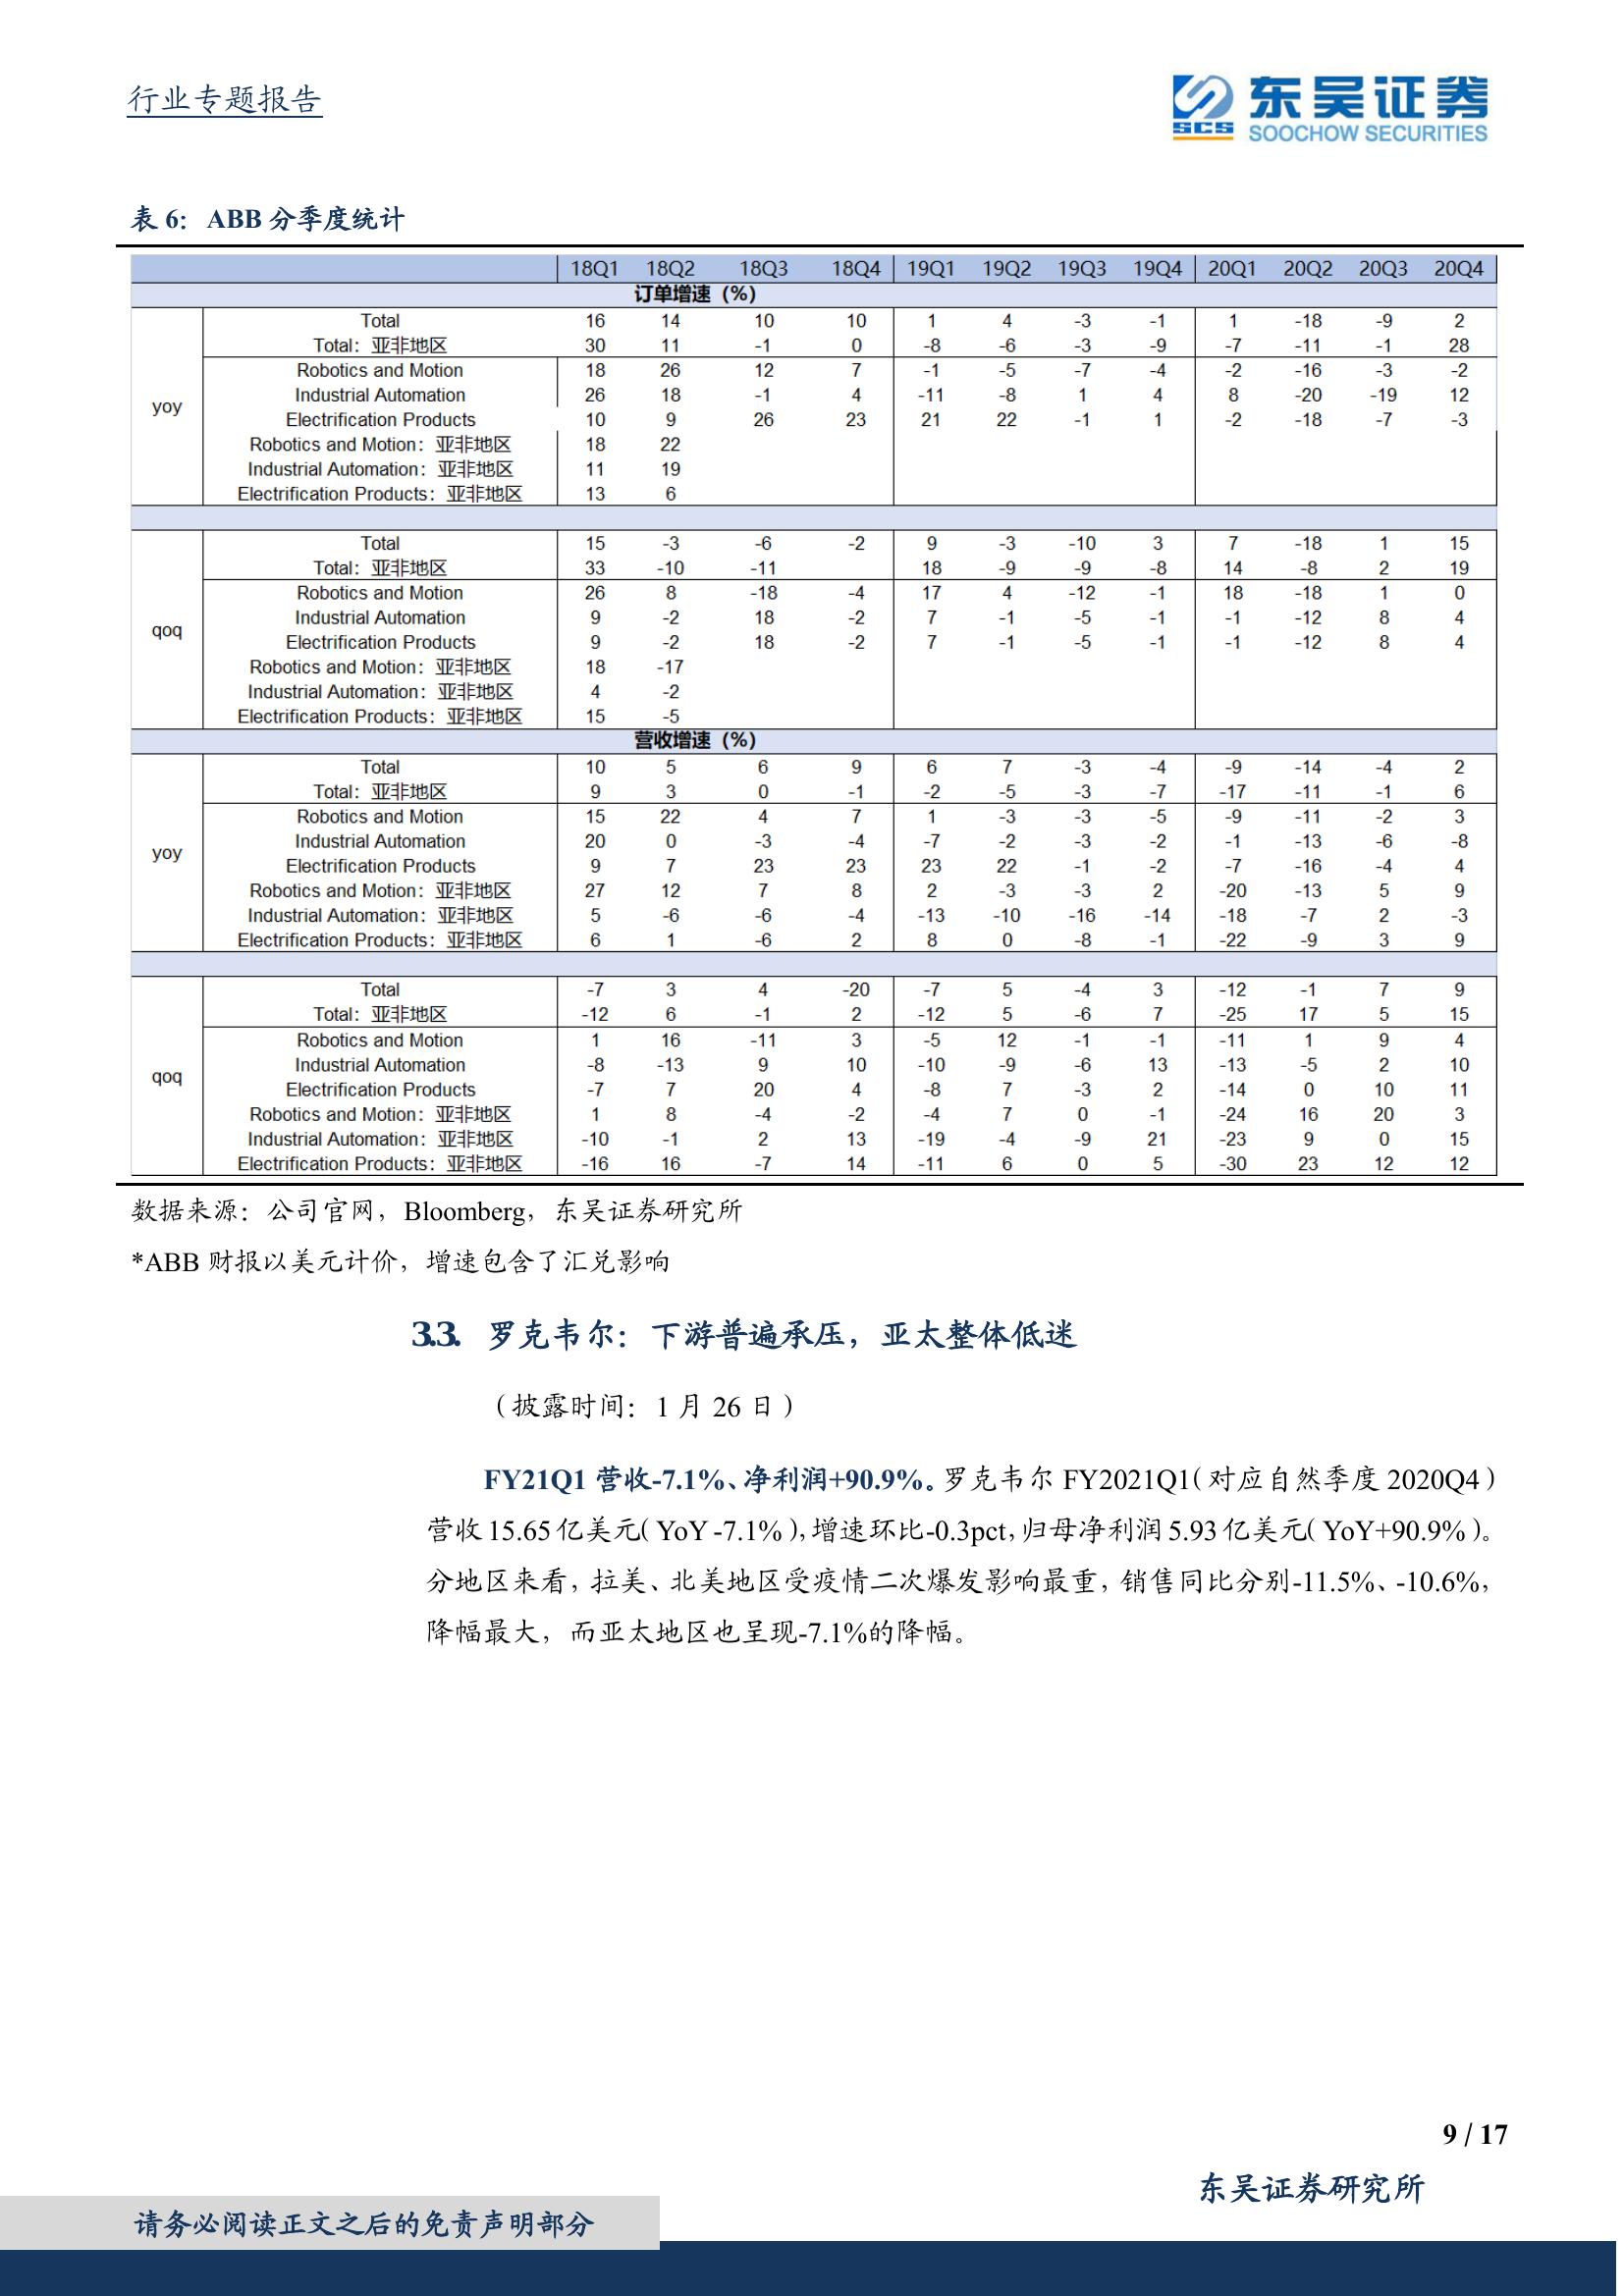 行业专题报告
SCS 东吴证券
SOOCHOW SECURITIES
表 6： ABB 分季度统计
18Q1 18Q2 18Q3 18Q4 19Q1 19Q2 19Q3 19Q4 20Q1 20Q2 20Q3 20Q4
订单增速（%）
yoy
Total 16 14 10 10 1 4 -3 -1 1 -18 -9 2
Total：亚非地区 30 11 -1 0 -8 -6 -3 -9 -7 -11 -1 28
Robotics and Motion 18 26 12 7 -1 -5 -7 -4 -2 -16 -3 -2
Industrial Automation 26 18 -1 4 -11 -8 1 4 8 -20 -19 12
Electrification Products 10 9 26 23 21 22 -1 1 -2 -18 -7 -3
Robotics and Motion：亚非地区 18 22
Industrial Automation：亚非地区 11 19
Electrification Products：亚非地区 13 6
qoq
Total 15 -3 -6 -2 9 -3 -10 3 7 -18 1 15
Total：亚非地区 33 -10 -11 18 -9 -9 -8 14 -8 2 19
Robotics and Motion 26 8 -18 -4 17 4 -12 -1 18 -18 1 0
Industrial Automation 9 -2 18 -2 7 -1 -5 -1 -1 -12 8 4
Electrification Products 9 -2 18 -2 7 -1 -5 -1 -1 -12 8 4
Robotics and Motion：亚非地区 18 -17
Industrial Automation：亚非地区 4 -2
Electrification Products：亚非地区 15 -5
营收增速（%）
yoy
Total 10 5 6 9 6 7 -3 -4 -9 -14 -4 2
Total：亚非地区 9 3 0 -1 -2 -5 -3 -7 -17 -11 -1 6
Robotics and Motion 15 22 4 7 1 -3 -3 -5 -9 -11 -2 3
Industrial Automation 20 0 -3 -4 -7 -2 -3 -2 -1 -13 -6 -8
Electrification Products 9 7 23 23 23 22 -1 -2 -7 -16 -4 4
Robotics and Motion：亚非地区 27 12 7 8 2 -3 -3 2 -20 -13 5 9
Industrial Automation：亚非地区 5 -6 -6 -4 -13 -10 -16 -14 -18 -7 2 -3
Electrification Products：亚非地区 6 1 -6 2 8 0 -8 -1 -22 -9 3 9
qoq
Total -7 3 4 -20 -7 5 -4 3 -12 -1 7 9
Total：亚非地区 -12 6 -1 2 -12 5 -6 7 -25 17 5 15
Robotics and Motion 1 16 -11 3 -5 12 -1 -1 -11 1 9 4
Industrial Automation -8 -13 9 10 -10 -9 -6 13 -13 -5 2 10
Electrification Products -7 7 20 4 -8 7 -3 2 -14 0 10 11
Robotics and Motion：亚非地区 1 8 -4 -2 -4 7 0 -1 -24 16 20 3
Industrial Automation：亚非地区 -10 -1 2 13 -19 -4 -9 21 -23 9 0 15
Electrification Products：亚非地区 -16 16 -7 14 -11 6 0 5 -30 23 12 12
数据来源：公司官网，Bloomberg，东吴证券研究所
*ABB 财报以美元计价，增速包含了汇兑影响
3.3. 罗克韦尔：下游普遍承压，亚太整体低迷
（披露时间：1 月 26 日）
FY21Q1 营收-7.1%、净利润+90.9%。罗克韦尔 FY2021Q1（对应自然季度 2020Q4）
营收 15.65 亿美元（YoY -7.1%），增速环比-0.3pct，归母净利润 5.93 亿美元（YoY+90.9%）。
分地区来看，拉美、北美地区受疫情二次爆发影响最重，销售同比分别-11.5%、-10.6%，
降幅最大，而亚太地区也呈现-7.1%的降幅。
9 / 17
东吴证券研究所
请务必阅读正文之后的免责声明部分